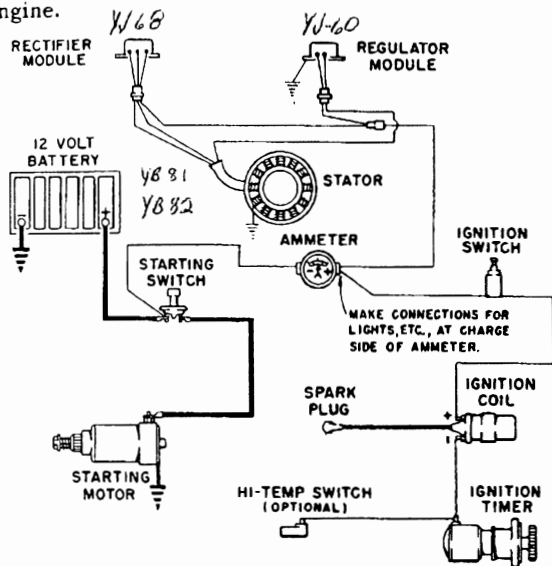 ngine.
YJ68
YJ-60
RECTIFIER
MODULE
REGULATOR
MODULE
12 VOLT
BATTERY
YB81
YB82
STATOR
AMMETER
IGNITION
SWITCH
STARTING
SWITCH
MAKE CONNECTIONS FOR
LIGHTS, ETC., AT CHARGE
SIDE OF AMMETER.
SPARK
PLUG
IGNITION
COIL
STARTING
MOTOR
HI-TEMP SWITCH
(OPTIONAL)
IGNITION
TIMER